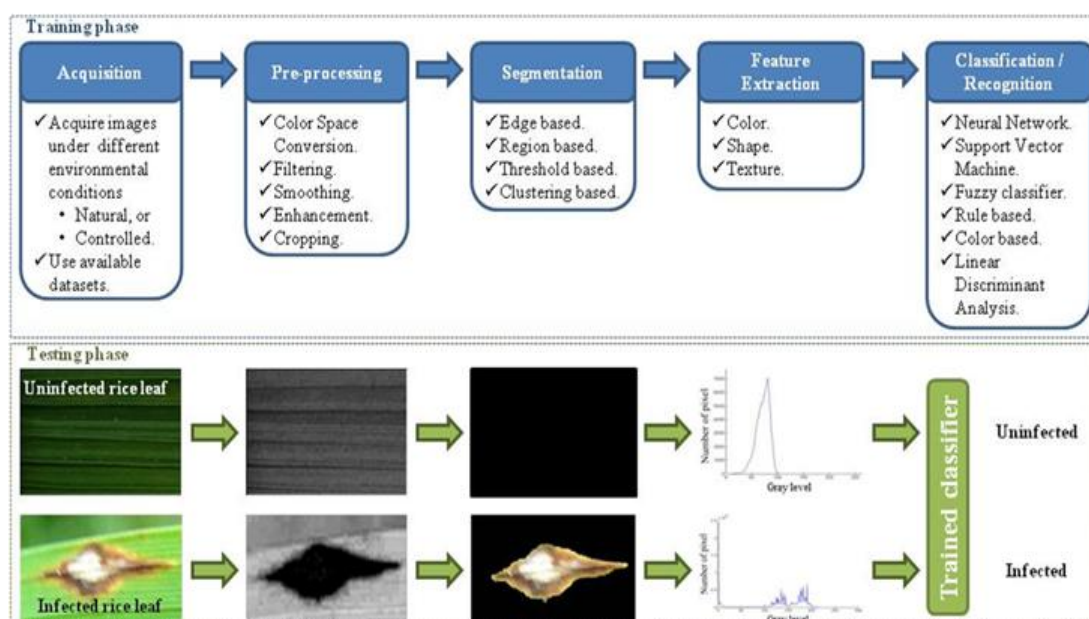 Training phase
Acquisition
✓Acquire images
under different
environmental
conditions
• Natural, or
• Controlled.
✓Use available
datasets.
Pre-processing
✓Color Space
Conversion.
✓Filtering.
✓Smoothing.
✓Enhancement.
✓Cropping.
Segmentation
✓Edge based.
✓Region based.
✓Threshold based.
✓Clustering based.
Feature
Extraction
✓Color.
✓Shape.
✓Texture.
Classification /
Recognition
✓Neural Network.
✓Support Vector
Machine.
✓Fuzzy classifier.
✓Rule based.
✓Color based.
✓Linear
Discriminant
Analysis.
Testing phase
Uninfected rice leaf
Number of pixel
Gray level
Uninfected
Trained classifier
Infected rice leaf
Number of pixel
Gray level
Infected